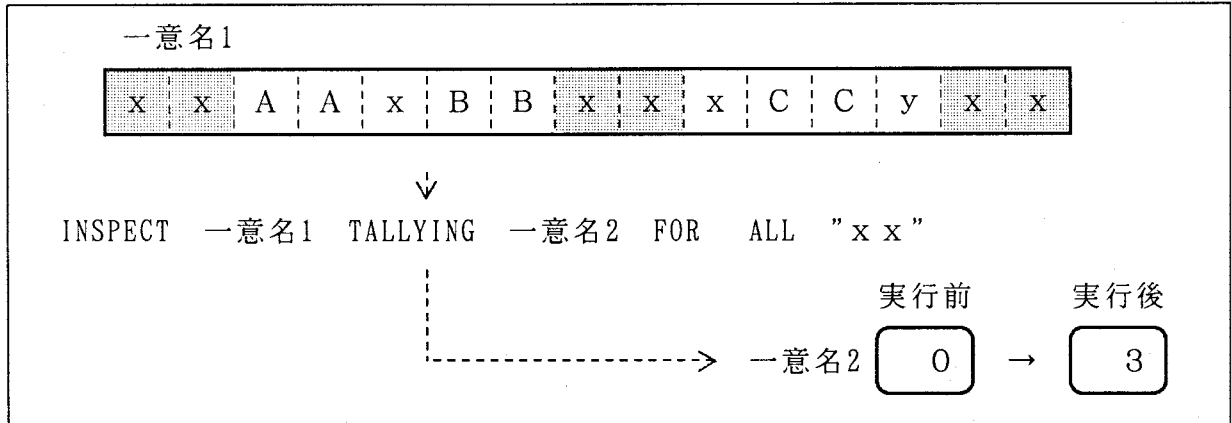 一意名1
x x A A x B B x x x C C y x x
INSPECT 一意名1 TALLYING 一意名2 FOR ALL "x x"
実行前 実行後
一意名2 0 → 3